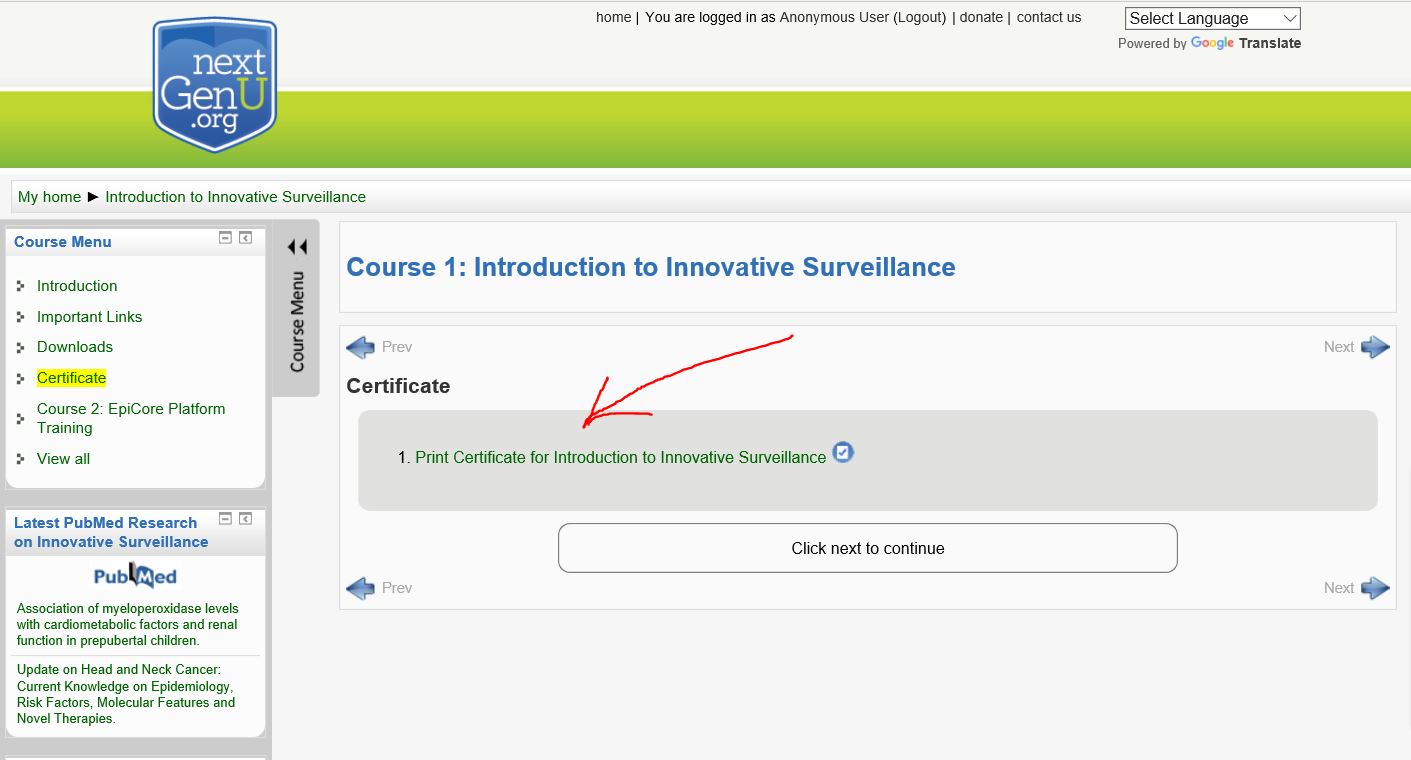 home | You are logged in as Anonymous User (Logout) | donate | contact us
Select Language
Powered by Google Translate
next
GenU
.org
My home ► Introduction to Innovative Surveillance
Course Menu
Introduction
Important Links
Downloads
Certificate
Course 2: EpiCore Platform
Training
View all
Latest PubMed Research
on Innovative Surveillance
PubMed
Association of myeloperoxidase levels
with cardiometabolic factors and renal
function in prepubertal children.
Update on Head and Neck Cancer:
Current Knowledge on Epidemiology,
Risk Factors, Molecular Features and
Novel Therapies.
Course Menu
Course 1: Introduction to Innovative Surveillance
Prev
Next
Certificate
1. Print Certificate for Introduction to Innovative Surveillance
Click next to continue
Prev
Next